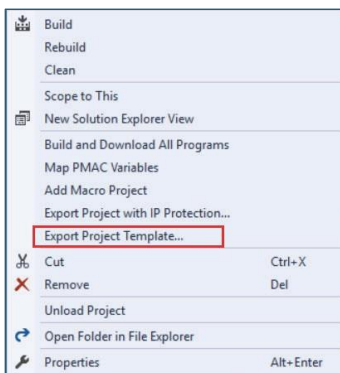 Build
Rebuild
Clean
Scope to This
New Solution Explorer View
Build and Download All Programs
Map PMAC Variables
Add Macro Project
Export Project with IP Protection...
Export Project Template...
Cut Ctrl+X
Remove Del
Unload Project
Open Folder in File Explorer
Properties Alt+Enter